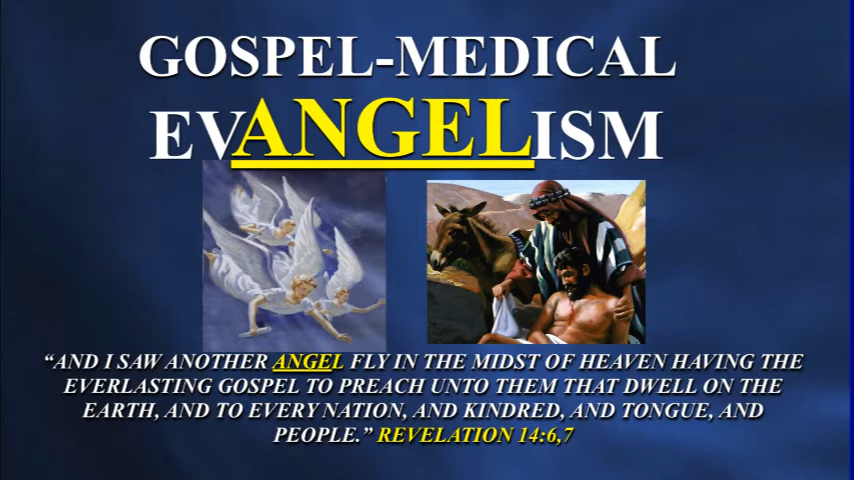 GOSPEL-MEDICAL
EVANGELISM
“AND I SAW ANOTHER ANGEL FLY IN THE MIDST OF HEAVEN HAVING THE
EVERLASTING GOSPEL TO PREACH UNTO THEM THAT DWELL ON THE
EARTH, AND TO EVERY NATION, AND KINDRED, AND TONGUE, AND
PEOPLE.” REVELATION 14:6,7